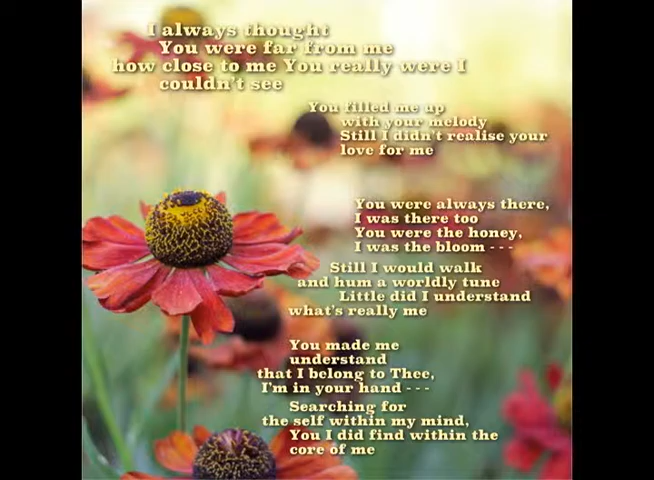 I always thought
You were far from me
how close to me You really were I
couldn't see
You filled me up
with your melody
Still I didn't realise your
love for me
You were always there,
I was there too
You were the honey,
I was the bloom - - -
Still I would walk
and hum a worldly tune
Little did I understand
what's really me
You made me
understand
that I belong to Thee,
I'm in your hand - - -
Searching for
the self within my mind,
You I did find within the
core of me